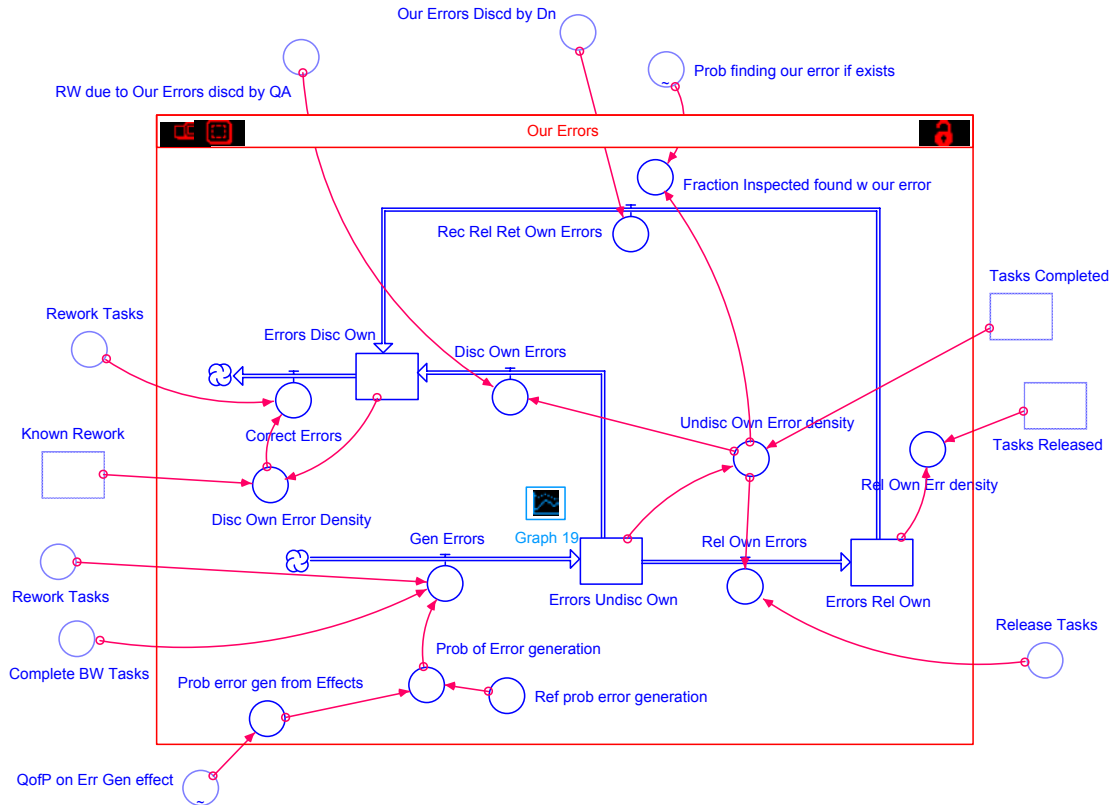 Our Errors Discd by Dn
Prob finding our error if exists
RW due to Our Errors discd by QA
~
Our Errors
Fraction Inspected found w our error
Rec Rel Ret Own Errors
Tasks Completed
Rework Tasks
Errors Disc Own
Disc Own Errors
Undisc Own Error density
Known Rework
Correct Errors
Tasks Released
Rel Own Err density
Disc Own Error Density
Graph 19
Gen Errors
Rel Own Errors
Rework Tasks
Errors Undisc Own
Errors Rel Own
Release Tasks
Complete BW Tasks
Prob of Error generation
Prob error gen from Effects
Ref prob error generation
QofP on Err Gen effect
~